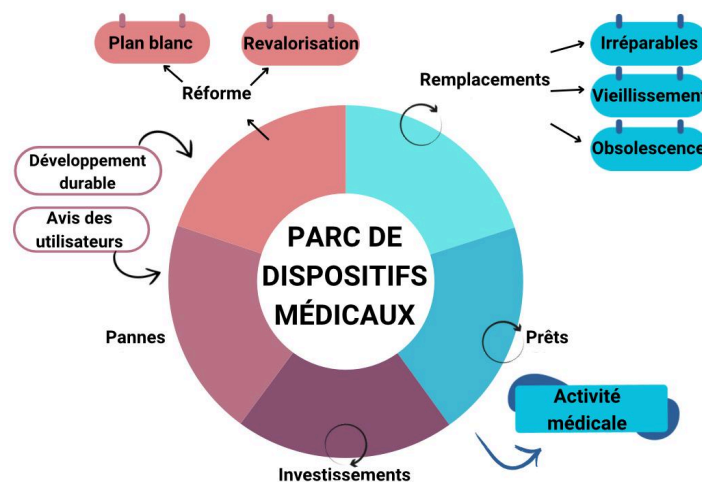 Plan blanc
Revalorisation
Réforme
Remplacements
Irréparables
Vieillissement
Obsolescence
Développement
durable
Avis des
utilisateurs
PARC DE
DISPOSITIFS
MÉDICAUX
Pannes
Prêts
Activité
médicale
Investissements